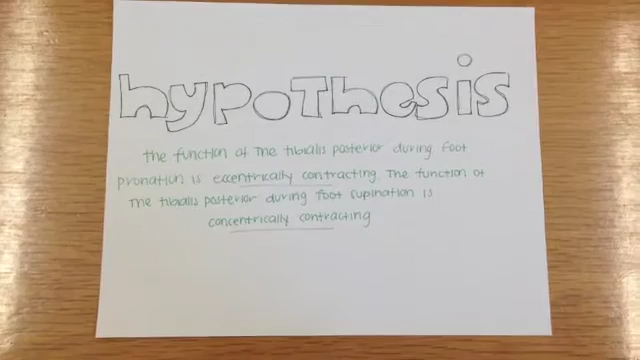 hypoThesis
the function of the tibialis posterior during foot
pronation is eccentrically contracting. The function of
the tibialis posterior during foot supination is
concentrically contracting